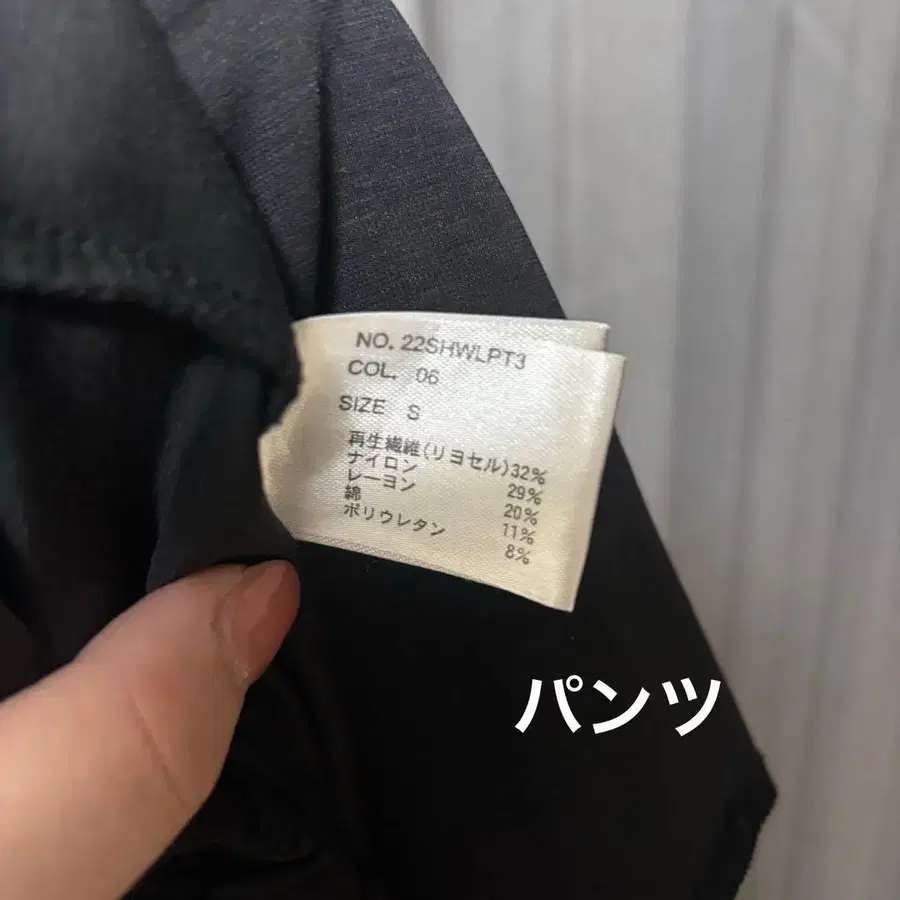 NO. 22SHWLPT3
COL. 06
SIZE S
再生繊維(リヨセル)32%
ナイロン 29%
レーヨン 20%
綿 11%
ポリウレタン 8%
パンツ